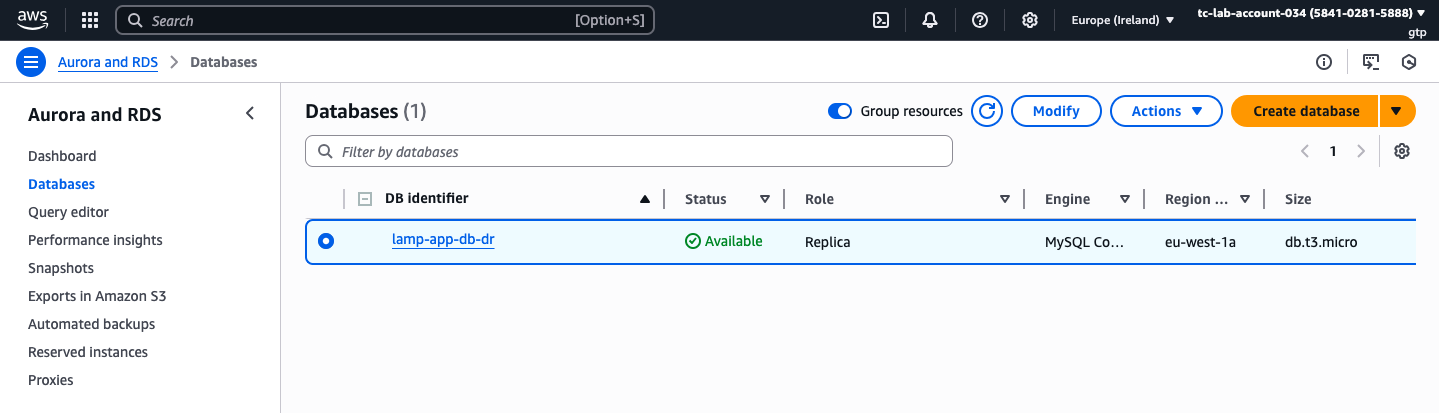 aws Search [Option+S] Europe (Ireland) tc-lab-account-034 (5841-0281-5888)
gtp
Aurora and RDS > Databases
Aurora and RDS
Dashboard
Databases
Query editor
Performance insights
Snapshots
Exports in Amazon S3
Automated backups
Reserved instances
Proxies
Databases (1) Group resources Modify Actions Create database
Filter by databases 1
DB identifier Status Role Engine Region ... Size
lamp-app-db-dr Available Replica MySQL Co... eu-west-1a db.t3.micro